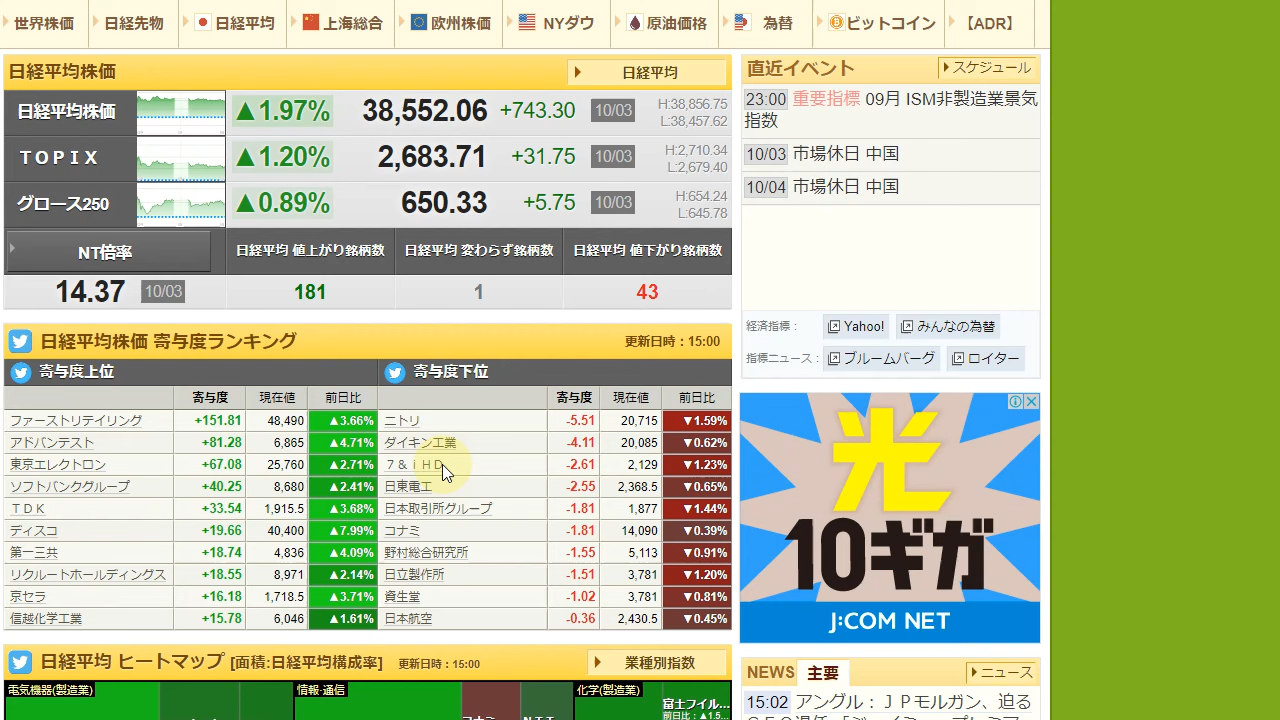 世界株価 日経先物 日経平均 上海総合 欧州株価 NYダウ 原油価格 為替 ビットコイン 【ADR】
日経平均株価 日経平均
日経平均株価 ▲1.97% 38,552.06 +743.30 10/03 H:38,856.75 L:38,457.62
ＴＯＰＩＸ ▲1.20% 2,683.71 +31.75 10/03 H:2,710.34 L:2,679.40
グロース250 ▲0.89% 650.33 +5.75 10/03 H:654.24 L:645.78
NT倍率 日経平均 値上がり銘柄数 日経平均 変わらず銘柄数 日経平均 値下がり銘柄数
14.37 10/03 181 1 43
日経平均株価 寄与度ランキング 更新日時：15:00
寄与度上位 寄与度下位
寄与度 現在値 前日比 寄与度 現在値 前日比
ファーストリテイリング +151.81 48,490 ▲3.66% ニトリ -5.51 20,715 ▼1.59%
アドバンテスト +81.28 6,865 ▲4.71% ダイキン工業 -4.11 20,085 ▼0.62%
東京エレクトロン +67.08 25,760 ▲2.71% ７＆ｉＨＤ -2.61 2,129 ▼1.23%
ソフトバンクグループ +40.25 8,680 ▲2.41% 日東電工 -2.55 2,368.5 ▼0.65%
ＴＤＫ +33.54 1,915.5 ▲3.68% 日本取引所グループ -1.81 1,877 ▼1.44%
ディスコ +19.66 40,400 ▲7.99% コナミ -1.81 14,090 ▼0.39%
第一三共 +18.74 4,836 ▲4.09% 野村総合研究所 -1.55 5,113 ▼0.91%
リクルートホールディングス +18.55 8,971 ▲2.14% 日立製作所 -1.51 3,781 ▼1.20%
京セラ +16.18 1,718.5 ▲3.71% 資生堂 -1.02 3,781 ▼0.81%
信越化学工業 +15.78 6,046 ▲1.61% 日本航空 -0.36 2,430.5 ▼0.45%
日経平均 ヒートマップ [面積:日経平均構成率] 更新日時：15:00 業種別指数
電気機器(製造業) 情報·通信 化学(製造業)
富士フイル...
前日比：▲1.5...
直近イベント スケジュール
23:00 重要指標 09月 ISM非製造業景気
指数
10/03 市場休日 中国
10/04 市場休日 中国
経済指標： Yahoo! みんなの為替
指標ニュース： ブルームバーグ ロイター
光
10ギガ
J:COM NET
NEWS 主要 ニュース
15:02 アングル：ＪＰモルガン、迫る